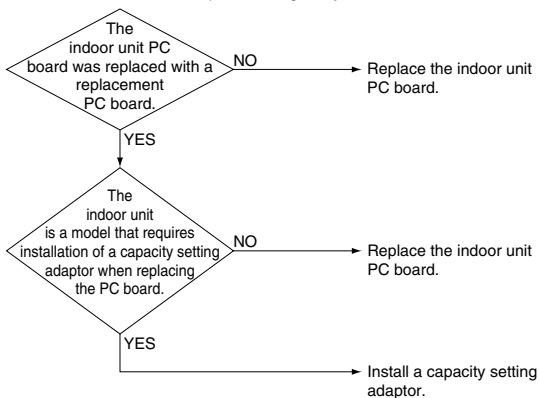 The
indoor unit PC
board was replaced with a
replacement
PC board.
NO
Replace the indoor unit
PC board.
YES
The
indoor unit
is a model that requires
installation of a capacity setting
adaptor when replacing
the PC board.
NO
Replace the indoor unit
PC board.
YES
Install a capacity setting
adaptor.